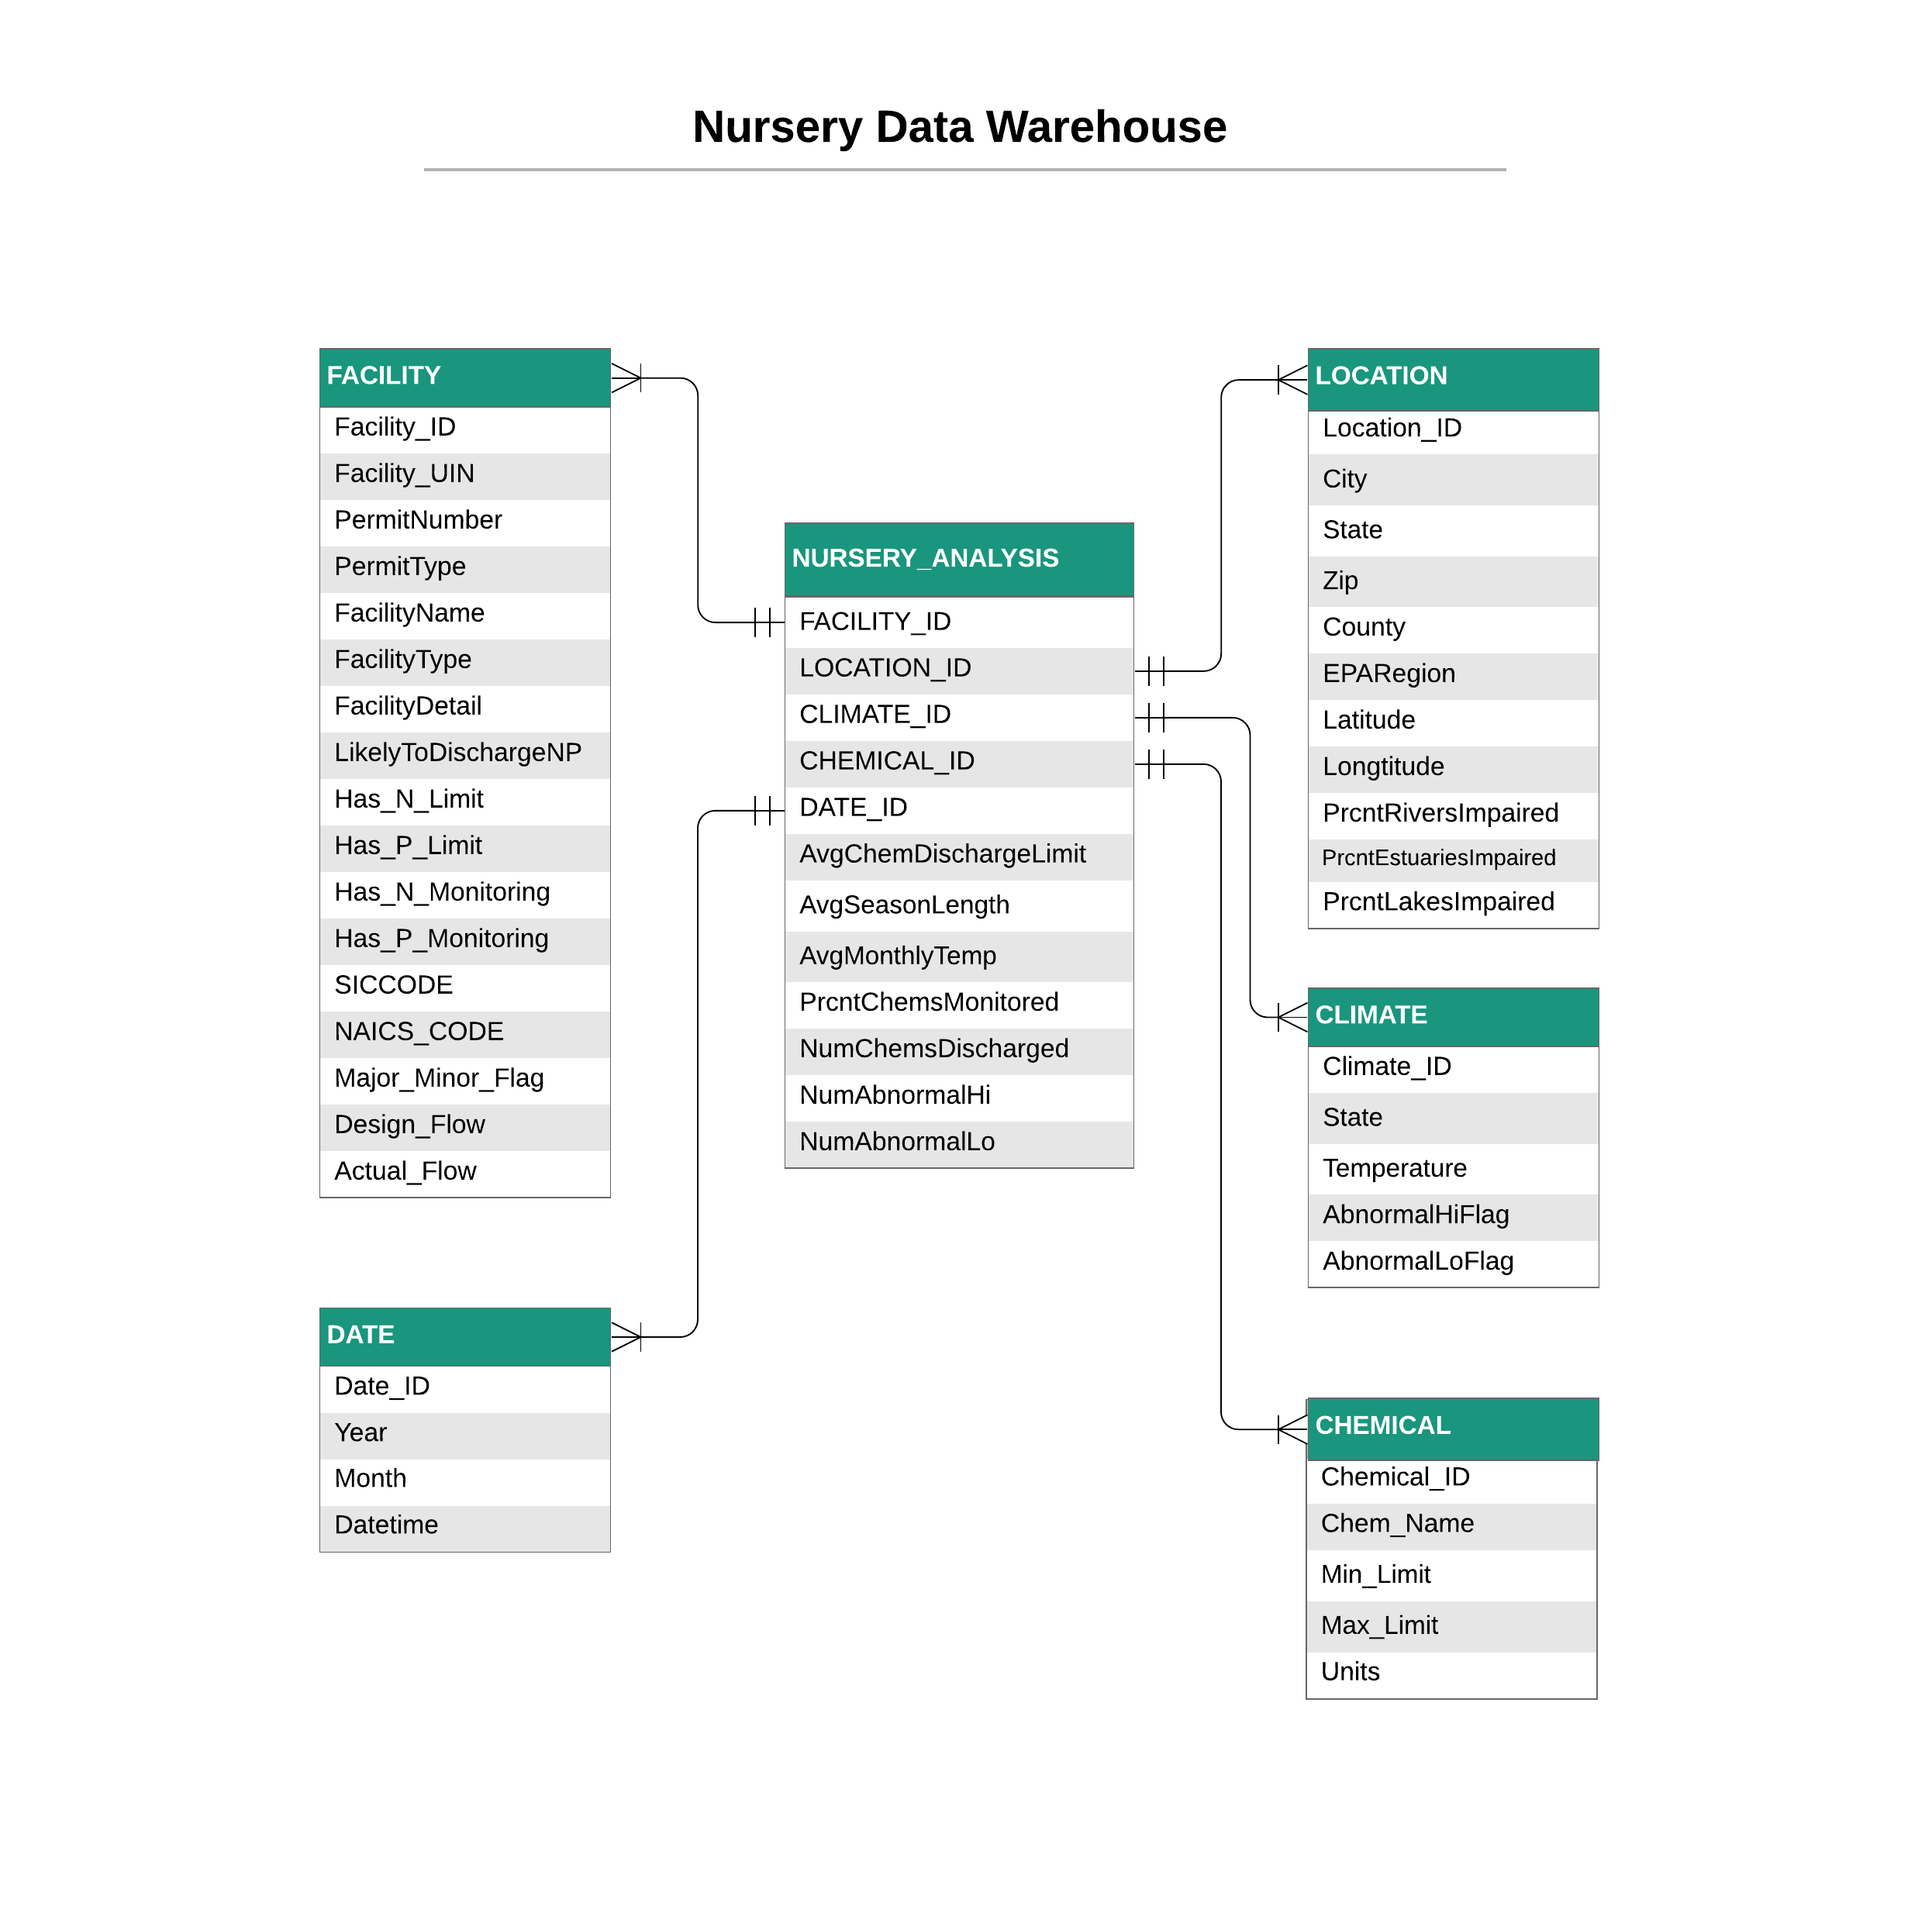 Nursery Data Warehouse
FACILITY
Facility_ID
Facility_UIN
PermitNumber
PermitType
FacilityName
FacilityType
FacilityDetail
LikelyToDischargeNP
Has_N_Limit
Has_P_Limit
Has_N_Monitoring
Has_P_Monitoring
SICCODE
NAICS_CODE
Major_Minor_Flag
Design_Flow
Actual_Flow
DATE
Date_ID
Year
Month
Datetime
NURSERY_ANALYSIS
FACILITY_ID
LOCATION_ID
CLIMATE_ID
CHEMICAL_ID
DATE_ID
AvgChemDischargeLimit
AvgSeasonLength
AvgMonthlyTemp
PrcntChemsMonitored
NumChemsDischarged
NumAbnormalHi
NumAbnormalLo
LOCATION
Location_ID
City
State
Zip
County
EPARegion
Latitude
Longtitude
PrcntRiversImpaired
PrcntEstuariesImpaired
PrcntLakesImpaired
CLIMATE
Climate_ID
State
Temperature
AbnormalHiFlag
AbnormalLoFlag
CHEMICAL
Chemical_ID
Chem_Name
Min_Limit
Max_Limit
Units